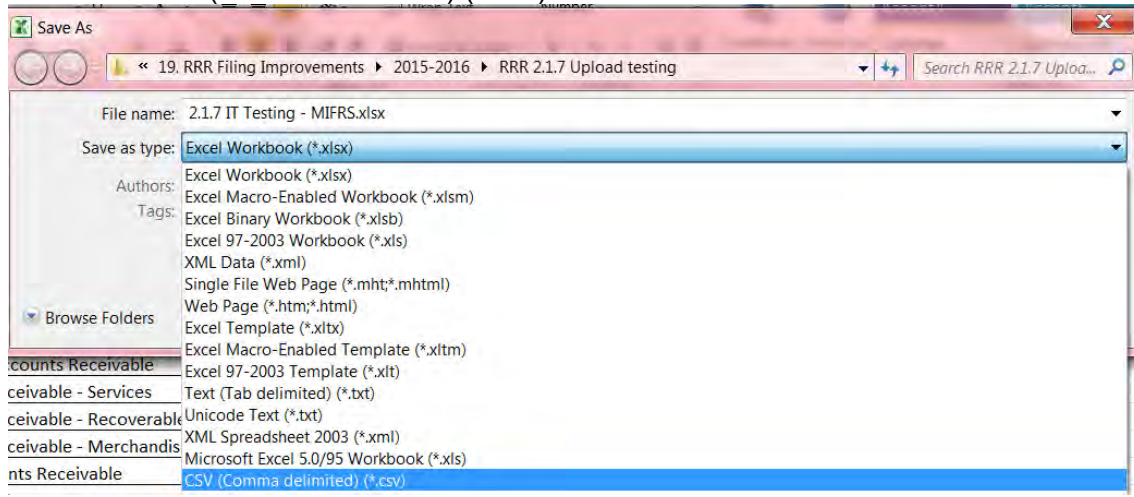 Save As
« 19. RRR Filing Improvements ▸ 2015-2016 ▸ RRR 2.1.7 Upload testing
Search RRR 2.1.7 Uploa...
File name: 2.1.7 IT Testing - MIFRS.xlsx
Save as type: Excel Workbook (*.xlsx)
Authors:
Tags:
Excel Workbook (*.xlsx)
Excel Macro-Enabled Workbook (*.xlsm)
Excel Binary Workbook (*.xlsb)
Excel 97-2003 Workbook (*.xls)
XML Data (*.xml)
Single File Web Page (*.mht;*.mhtml)
Web Page (*.htm;*.html)
Excel Template (*.xltx)
Excel Macro-Enabled Template (*.xltm)
Excel 97-2003 Template (*.xlt)
Text (Tab delimited) (*.txt)
Unicode Text (*.txt)
XML Spreadsheet 2003 (*.xml)
Microsoft Excel 5.0/95 Workbook (*.xls)
CSV (Comma delimited) (*.csv)
Browse Folders
ccounts Receivable
ceivable - Services
ceivable - Recoverable
ceivable - Merchandis
nts Receivable